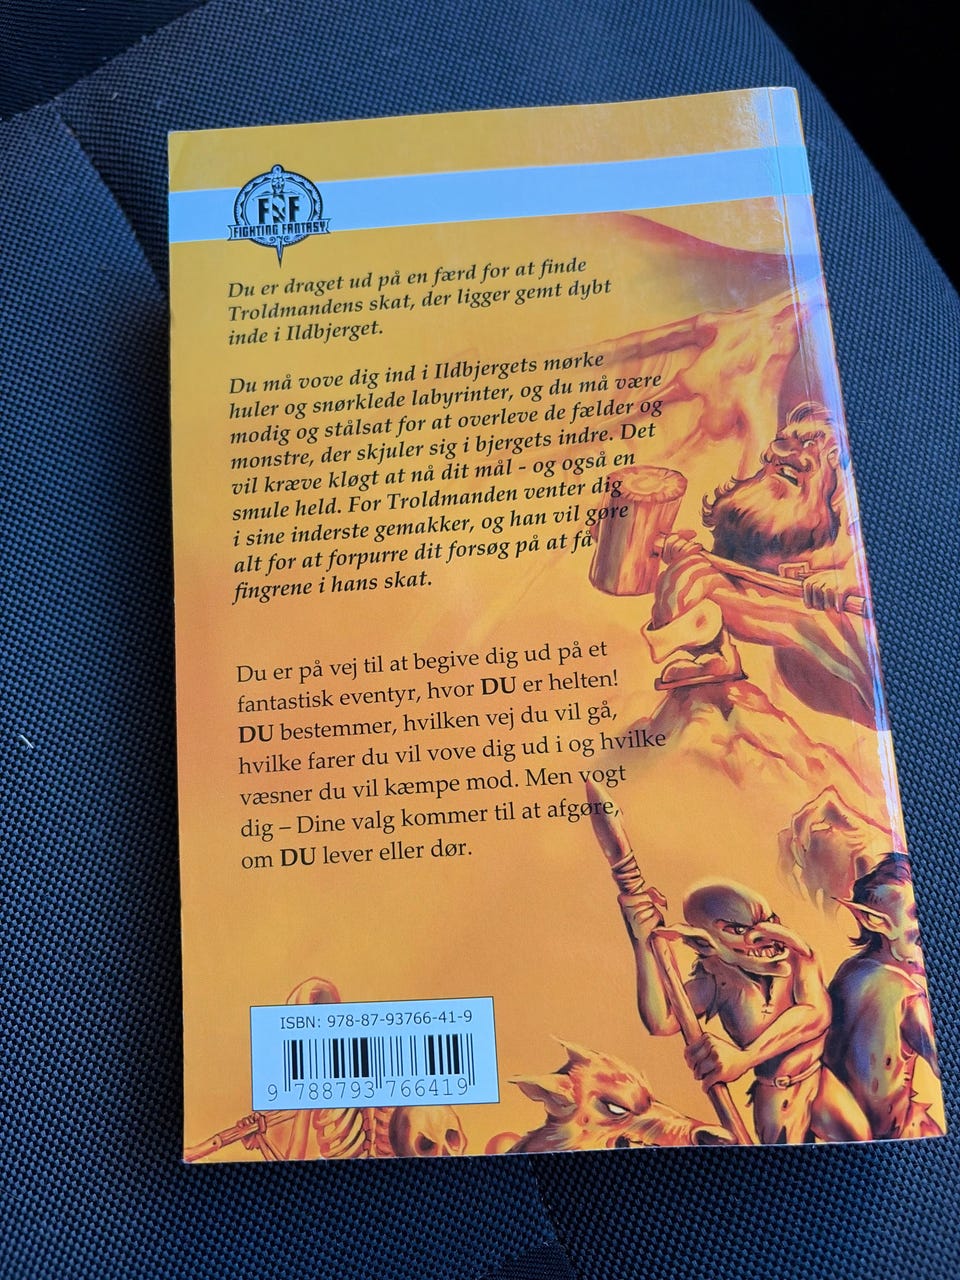 FF
FIGHTING FANTASY
Du er draget ud på en færd for at finde
Troldmandens skat, der ligger gemt dybt
inde i Ildbjerget.
Du må vove dig ind i Ildbjergets mørke
huler og snørklede labyrinter, og du må være
modig og stålsat for at overleve de fælder og
monstre, der skjuler sig i bjergets indre. Det
vil kræve kløgt at nå dit mål - og også en
smule held. For Troldmanden venter dig
i sine inderste gemakker, og han vil gøre
alt for at forpurre dit forsøg på at få
fingrene i hans skat.
Du er på vej til at begive dig ud på et
fantastisk eventyr, hvor DU er helten!
DU bestemmer, hvilken vej du vil gå,
hvilke farer du vil vove dig ud i og hvilke
væsner du vil kæmpe mod. Men vogt
dig – Dine valg kommer til at afgøre,
om DU lever eller dør.
ISBN: 978-87-93766-41-9
9 788793 766419